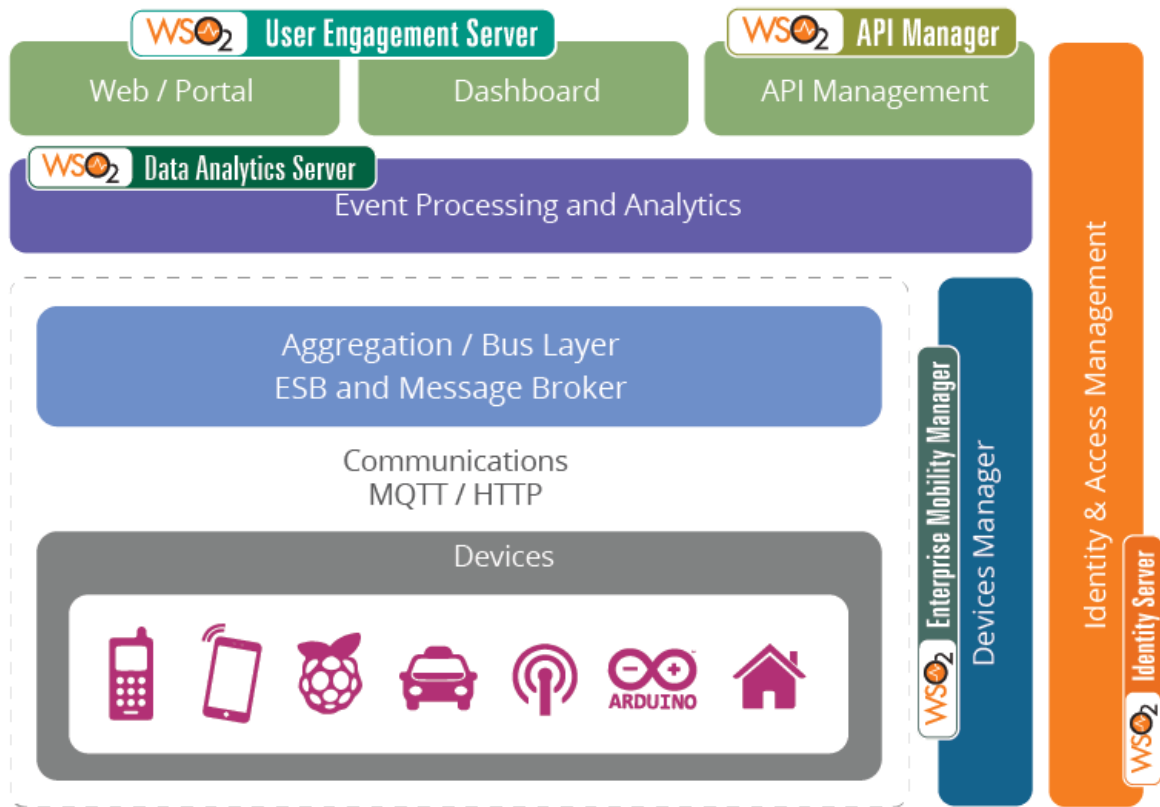 WSO2 User Engagement Server
WSO2 API Manager
Web / Portal
Dashboard
API Management
WSO2 Data Analytics Server
Event Processing and Analytics
Aggregation / Bus Layer
ESB and Message Broker
Communications
MQTT / HTTP
Devices
ARDUINO
WSO2 Enterprise Mobility Manager
Devices Manager
Identity & Access Management
WSO2 Identity Server